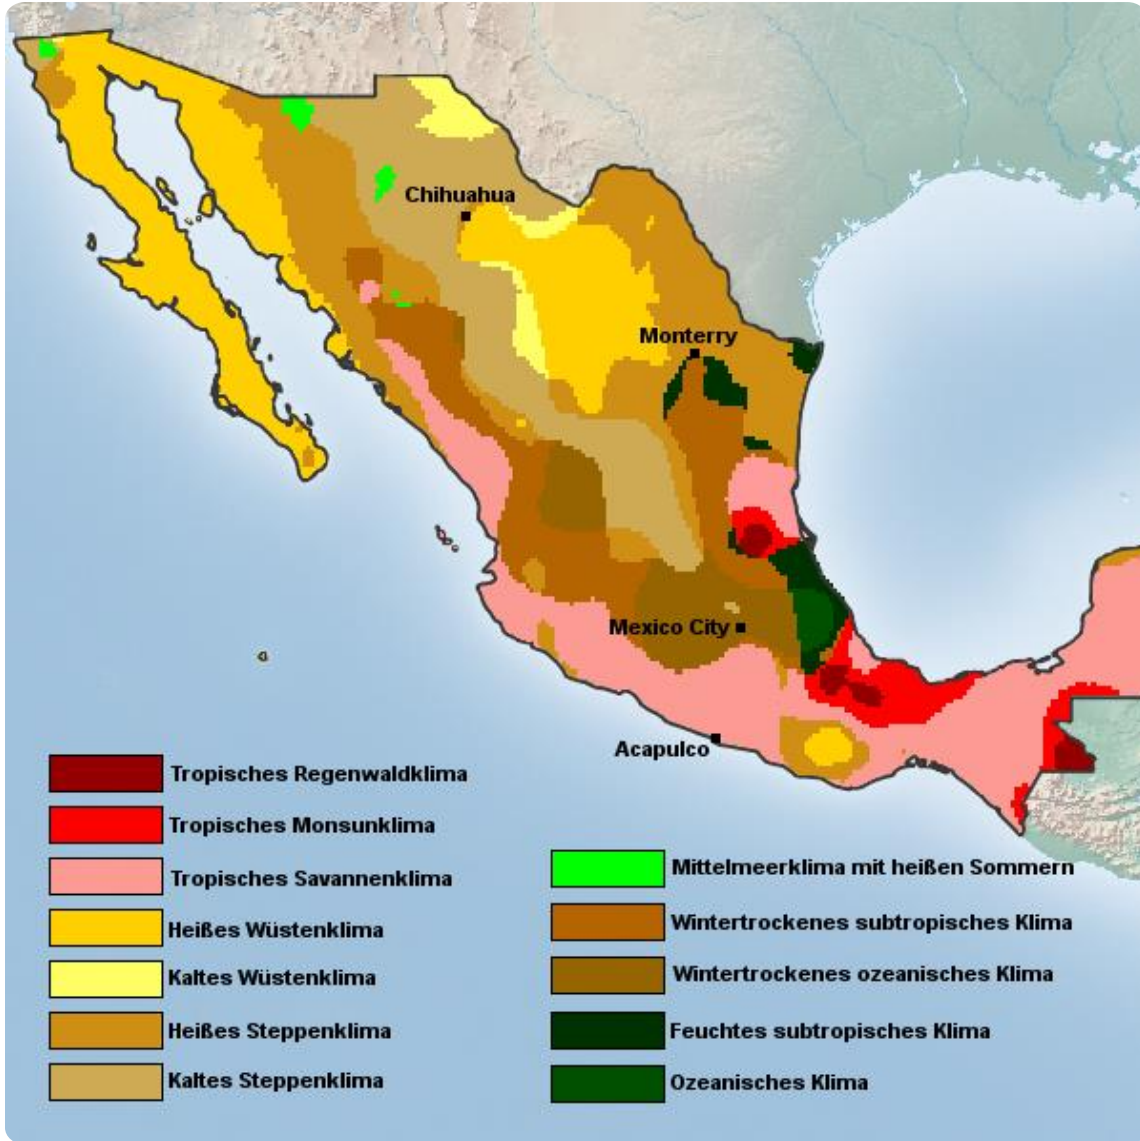 Chihuahua
Monterry
Mexico City
Acapulco
Tropisches Regenwaldklima
Tropisches Monsunklima
Tropisches Savannenklima
Heißes Wüstenklima
Kaltes Wüstenklima
Heißes Steppenklima
Kaltes Steppenklima
Mittelmeerklima mit heißen Sommern
Wintertrockenes subtropisches Klima
Wintertrockenes ozeanisches Klima
Feuchtes subtropisches Klima
Ozeanisches Klima